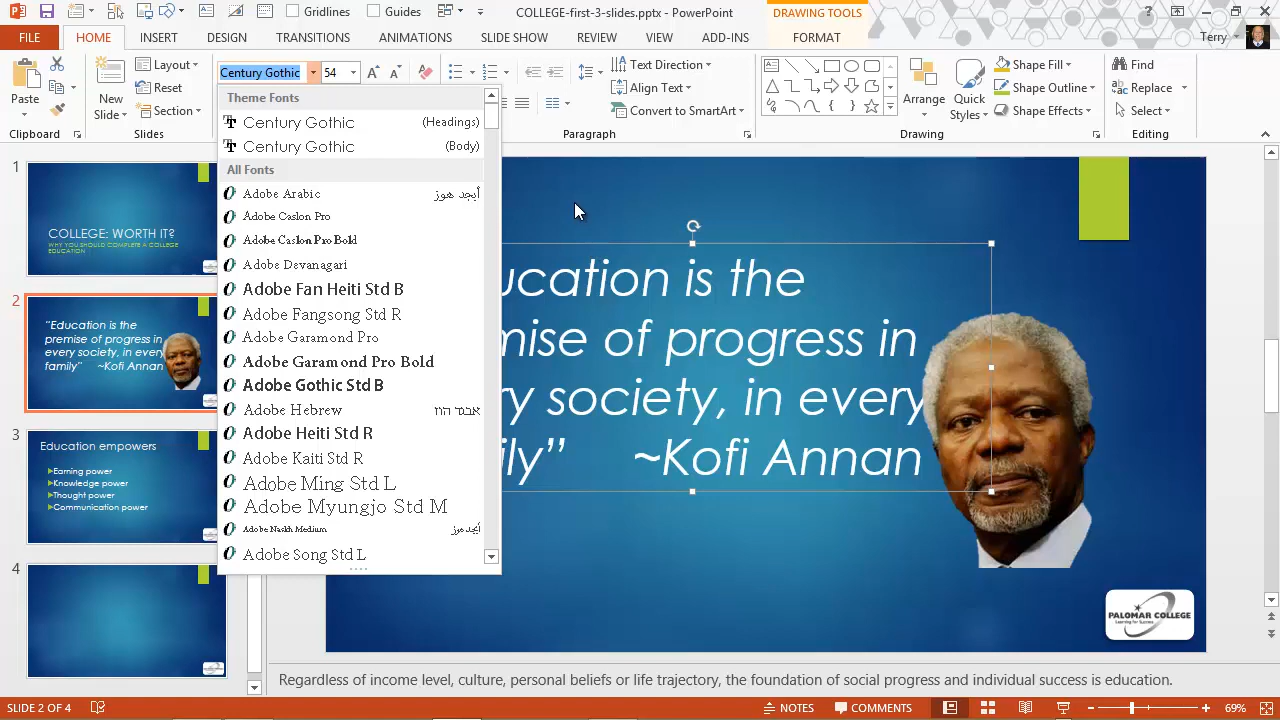 COLLEGE-first-3-slides.pptx - PowerPoint
DRAWING TOOLS
Gridlines
Guides
FILE
HOME
INSERT
DESIGN
TRANSITIONS
ANIMATIONS
SLIDE SHOW
REVIEW
VIEW
ADD-INS
FORMAT
Terry
Paste
Clipboard
New
Slide
Layout
Reset
Section
Slides
Century Gothic
54
Text Direction
Align Text
Convert to SmartArt
Paragraph
Arrange
Quick
Styles
Shape Fill
Shape Outline
Shape Effects
Drawing
Find
Replace
Select
Editing
Theme Fonts
Century Gothic (Headings)
Century Gothic (Body)
All Fonts
Adobe Arabic أبجد هوز
Adobe Caslon Pro
Adobe Caslon Pro Bold
Adobe Devanagari
Adobe Fan Heiti Std B
Adobe Fangsong Std R
Adobe Garamond Pro
Adobe Garamond Pro Bold
Adobe Gothic Std B
Adobe Hebrew אבגד הוז
Adobe Heiti Std R
Adobe Kaiti Std R
Adobe Ming Std L
Adobe Myungjo Std M
Adobe Naskh Medium أبجد هوز
Adobe Song Std L
1
COLLEGE: WORTH IT?
WHY YOU SHOULD COMPLETE A COLLEGE
EDUCATION
2
“Education is the
premise of progress in
every society, in every
family” ~Kofi Annan
3
Education empowers
Earning power
Knowledge power
Thought power
Communication power
4
ucation is the
mise of progress in
ry society, in every
ily” ~Kofi Annan
PALOMAR COLLEGE
Learning for Success
Regardless of income level, culture, personal beliefs or life trajectory, the foundation of social progress and individual success is education.
SLIDE 2 OF 4
NOTES
COMMENTS
69%